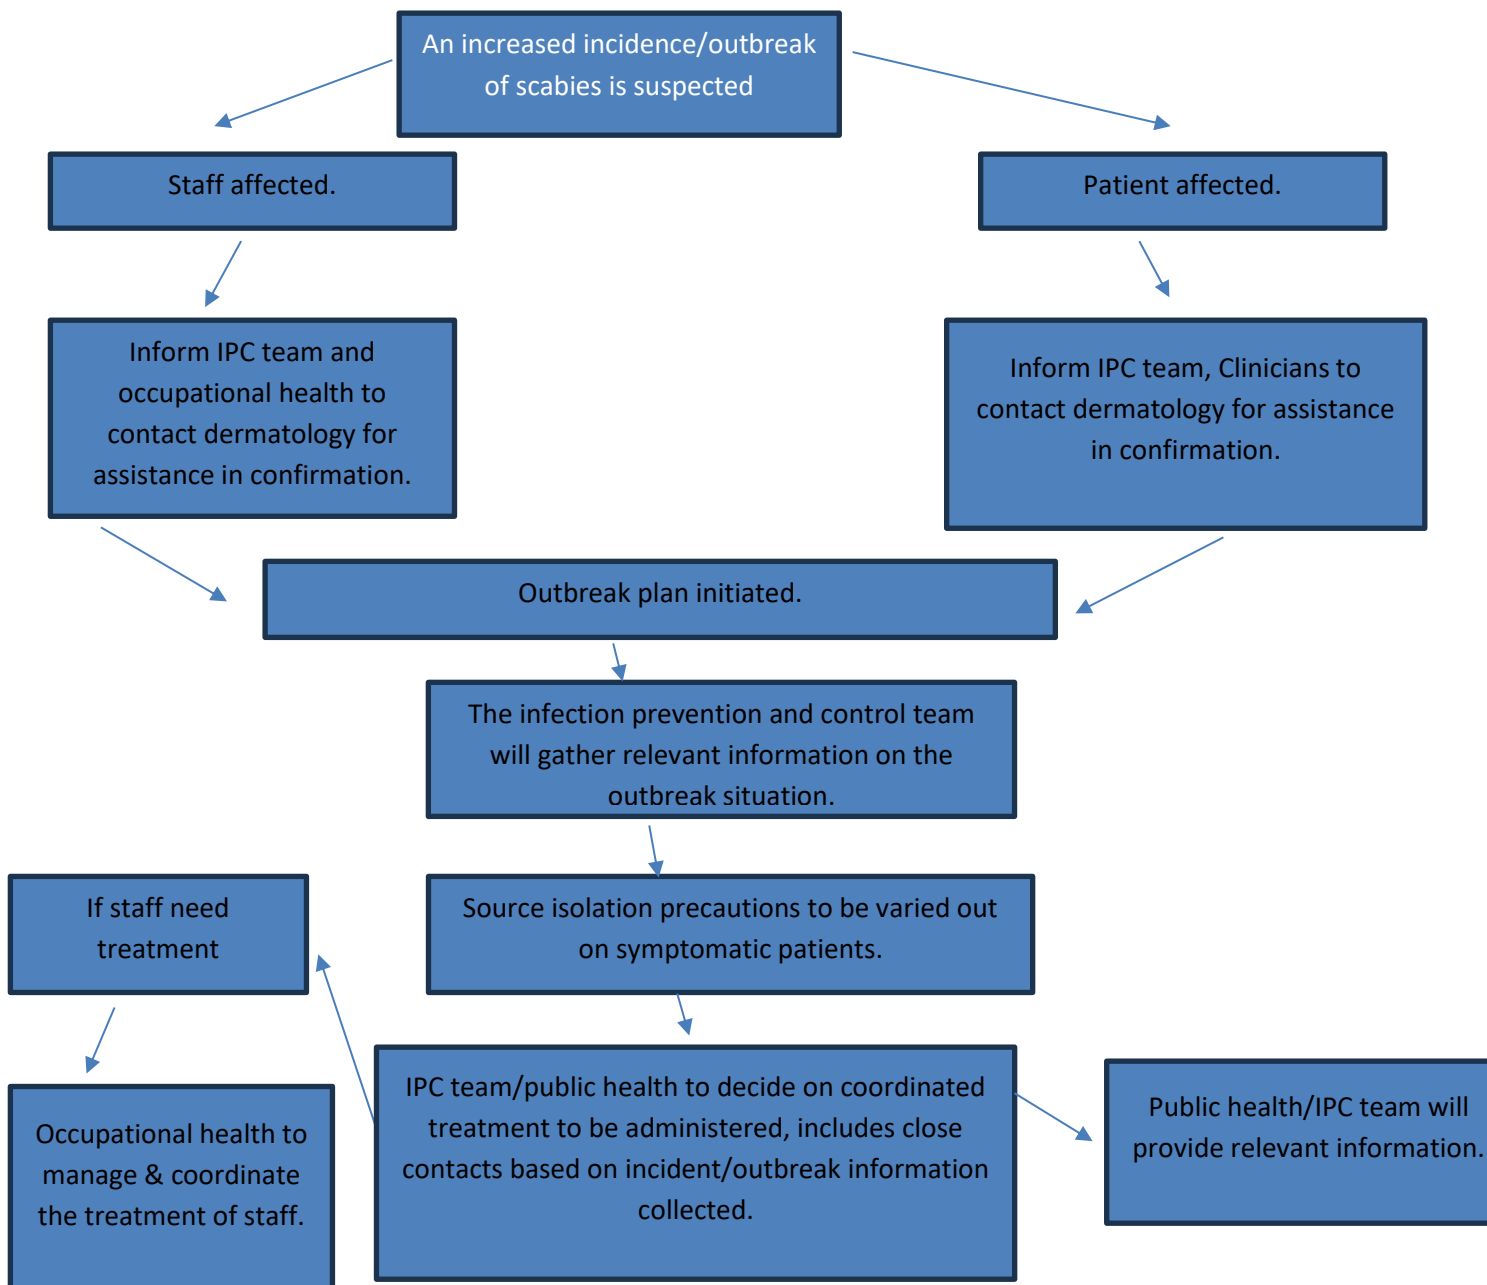 An increased incidence/outbreak
of scabies is suspected
Staff affected.
Patient affected.
Inform IPC team and
occupational health to
contact dermatology for
assistance in confirmation.
Inform IPC team, Clinicians to
contact dermatology for assistance
in confirmation.
Outbreak plan initiated.
The infection prevention and control team
will gather relevant information on the
outbreak situation.
If staff need
treatment
Source isolation precautions to be varied out
on symptomatic patients.
Occupational health to
manage & coordinate
the treatment of staff.
IPC team/public health to decide on coordinated
treatment to be administered, includes close
contacts based on incident/outbreak information
collected.
Public health/IPC team will
provide relevant information.